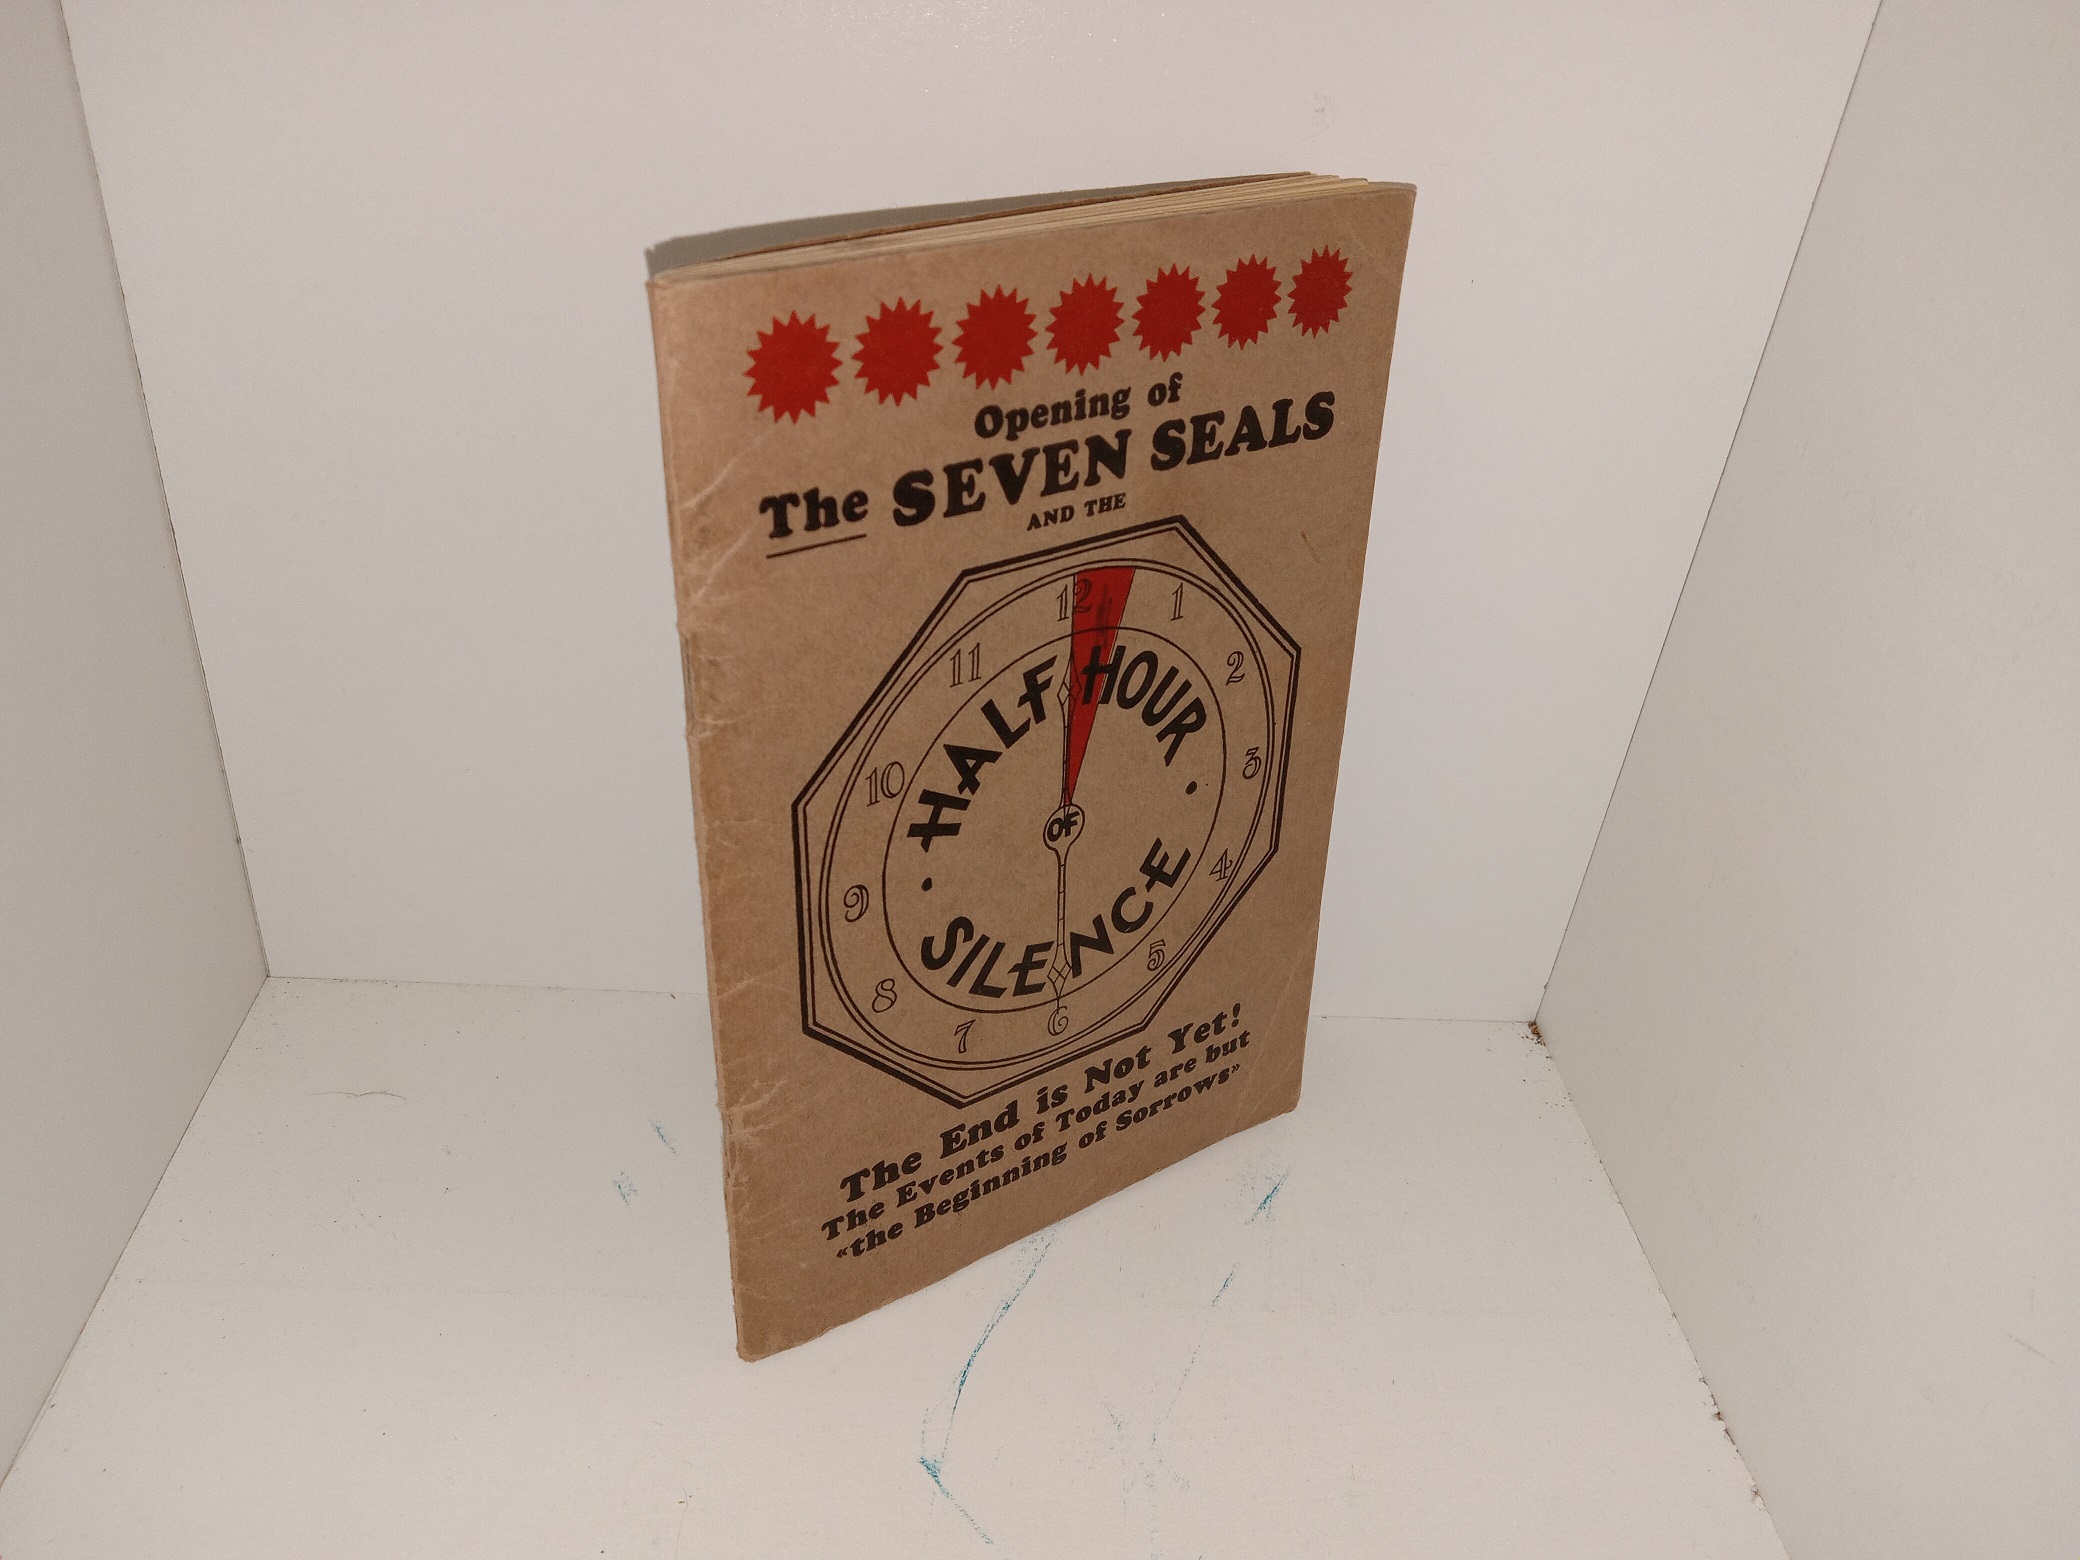 Opening of
The SEVEN SEALS
AND THE
12
1
2
3
4
5
6
7
8
9
10
11
• HALF HOUR •
OF
SILENCE
The End is Not Yet!
The Events of Today are but
«the Beginning of Sorrows»